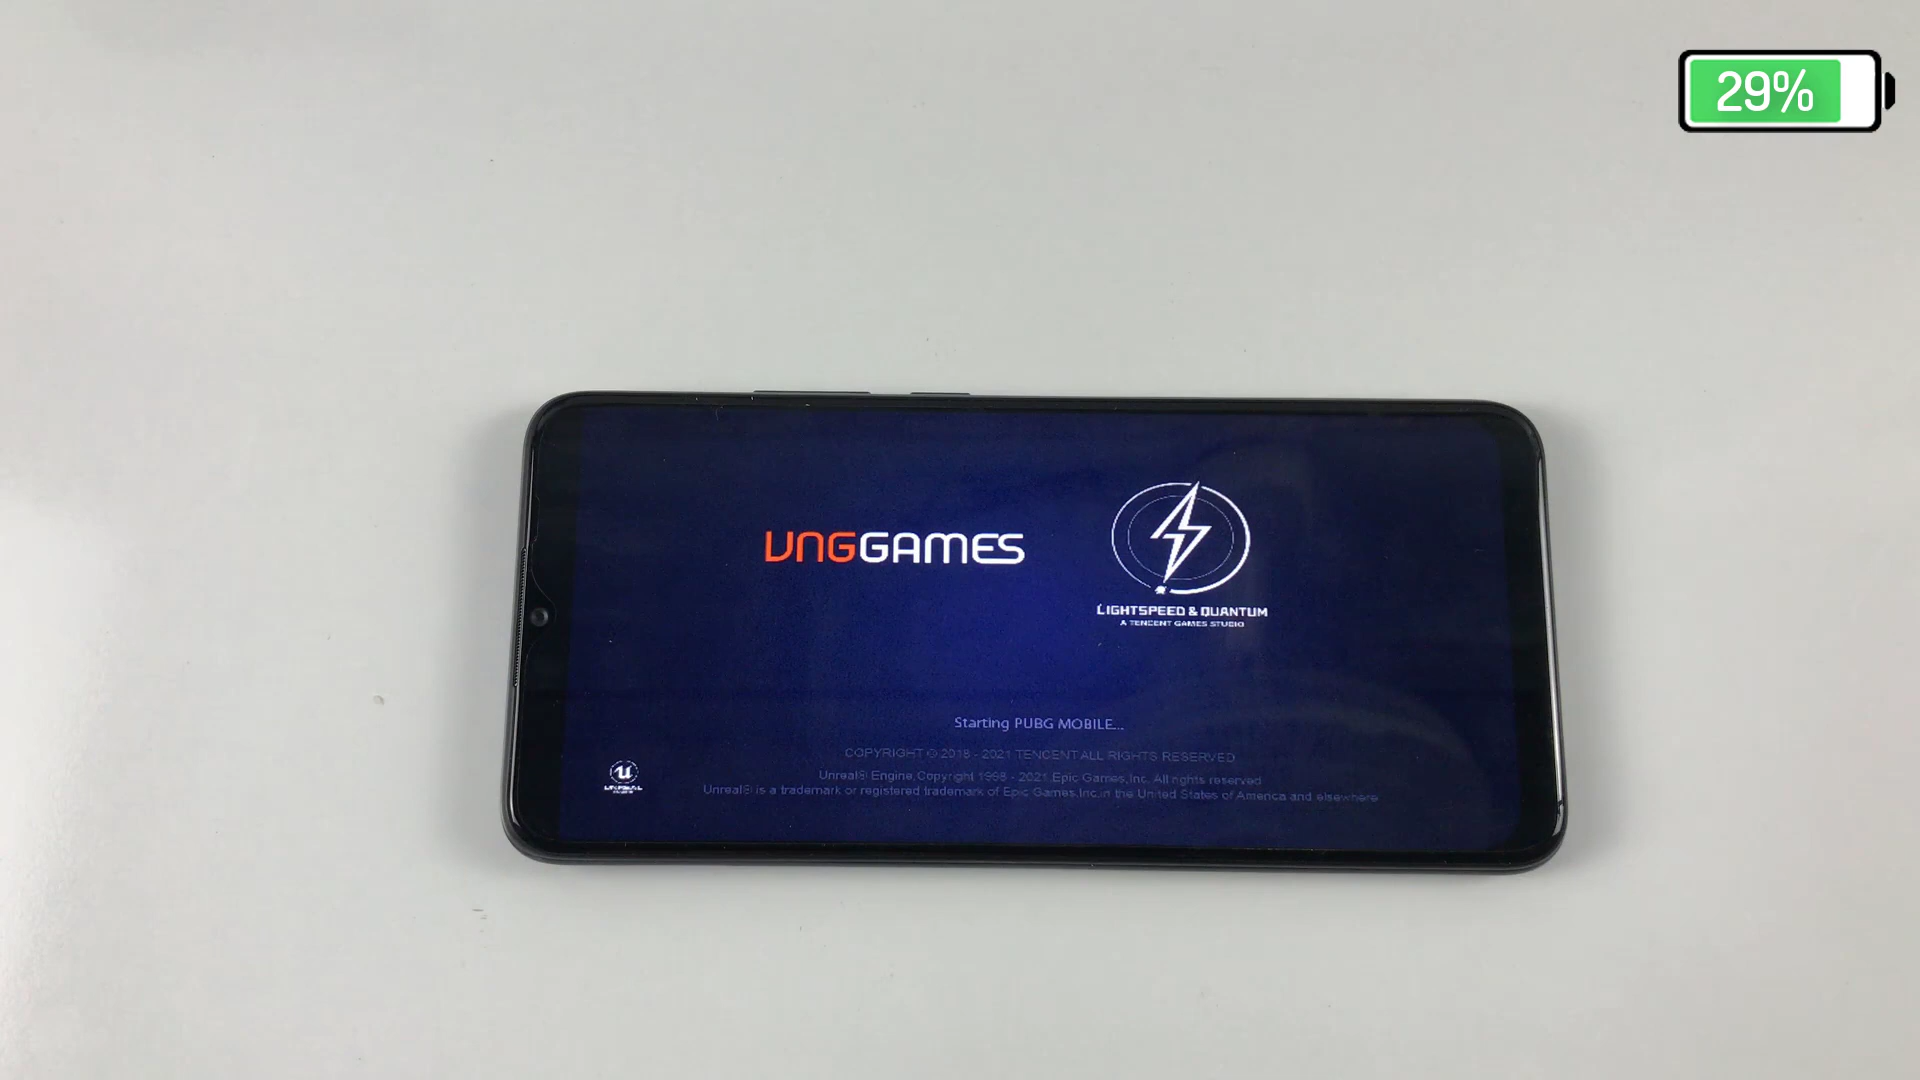 29%
VNGGAMES
LIGHTSPEED & QUANTUM
A TENCENT GAMES STUDIO
Starting PUBG MOBILE...
COPYRIGHT © 2018 - 2021 TENCENT ALL RIGHTS RESERVED
Unreal® Engine, Copyright 1998 - 2021, Epic Games, Inc. All rights reserved
Unreal® is a trademark or registered trademark of Epic Games, Inc. in the United States of America and elsewhere
UNREAL